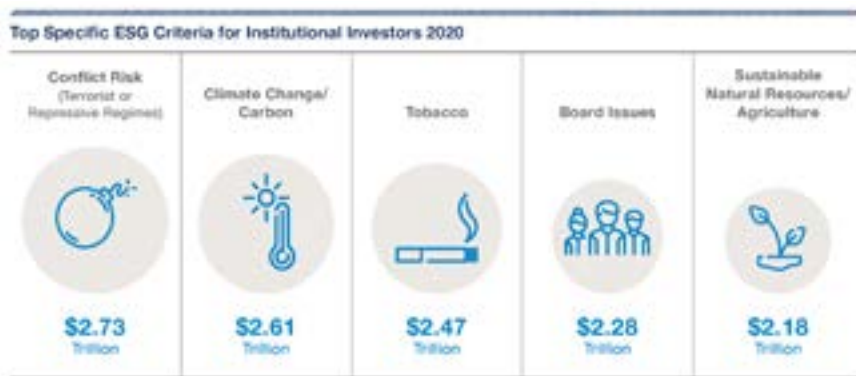 Top Specific ESG Criteria for Institutional Investors 2020
Conflict Risk
(Terrorist or
Repressive Regimes)
Climate Change/
Carbon
Tobacco
Board Issues
Sustainable
Natural Resources/
Agriculture
$2.73
Trillion
$2.61
Trillion
$2.47
Trillion
$2.28
Trillion
$2.18
Trillion